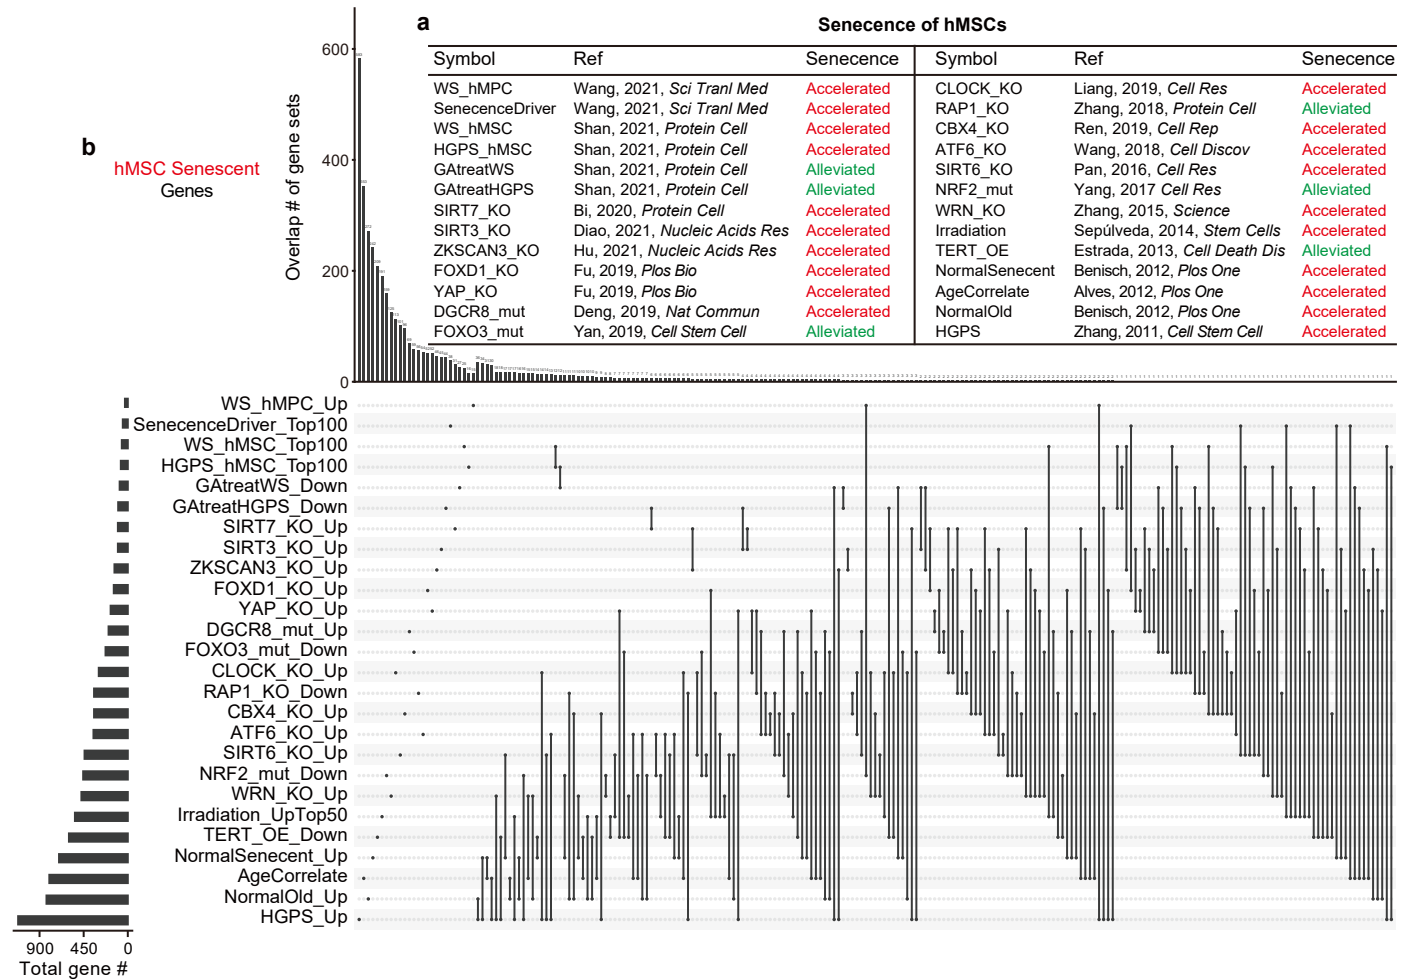 a
Senecence of hMSCs
Symbol Ref Senecence Symbol Ref Senecence
WS_hMPC Wang, 2021, Sci Tranl Med Accelerated CLOCK_KO Liang, 2019, Cell Res Accelerated
SenecenceDriver Wang, 2021, Sci Tranl Med Accelerated RAP1_KO Zhang, 2018, Protein Cell Alleviated
WS_hMSC Shan, 2021, Protein Cell Accelerated CBX4_KO Ren, 2019, Cell Rep Accelerated
HGPS_hMSC Shan, 2021, Protein Cell Accelerated ATF6_KO Wang, 2018, Cell Discov Accelerated
GAtreatWS Shan, 2021, Protein Cell Alleviated SIRT6_KO Pan, 2016, Cell Res Accelerated
GAtreatHGPS Shan, 2021, Protein Cell Alleviated NRF2_mut Yang, 2017 Cell Res Alleviated
SIRT7_KO Bi, 2020, Protein Cell Accelerated WRN_KO Zhang, 2015, Science Accelerated
SIRT3_KO Diao, 2021, Nucleic Acids Res Accelerated Irradiation Sepúlveda, 2014, Stem Cells Accelerated
ZKSCAN3_KO Hu, 2021, Nucleic Acids Res Accelerated TERT_OE Estrada, 2013, Cell Death Dis Alleviated
FOXD1_KO Fu, 2019, Plos Bio Accelerated NormalSenecent Benisch, 2012, Plos One Accelerated
YAP_KO Fu, 2019, Plos Bio Accelerated AgeCorrelate Alves, 2012, Plos One Accelerated
DGCR8_mut Deng, 2019, Nat Commun Accelerated NormalOld Benisch, 2012, Plos One Accelerated
FOXO3_mut Yan, 2019, Cell Stem Cell Alleviated HGPS Zhang, 2011, Cell Stem Cell Accelerated
b
hMSC Senescent
Genes
Overlap # of gene sets
600
400
200
0
WS_hMPC_Up
SenecenceDriver_Top100
WS_hMSC_Top100
HGPS_hMSC_Top100
GAtreatWS_Down
GAtreatHGPS_Down
SIRT7_KO_Up
SIRT3_KO_Up
ZKSCAN3_KO_Up
FOXD1_KO_Up
YAP_KO_Up
DGCR8_mut_Up
FOXO3_mut_Down
CLOCK_KO_Up
RAP1_KO_Down
CBX4_KO_Up
ATF6_KO_Up
SIRT6_KO_Up
NRF2_mut_Down
WRN_KO_Up
Irradiation_UpTop50
TERT_OE_Down
NormalSenecent_Up
AgeCorrelate
NormalOld_Up
HGPS_Up
900 450 0
Total gene #